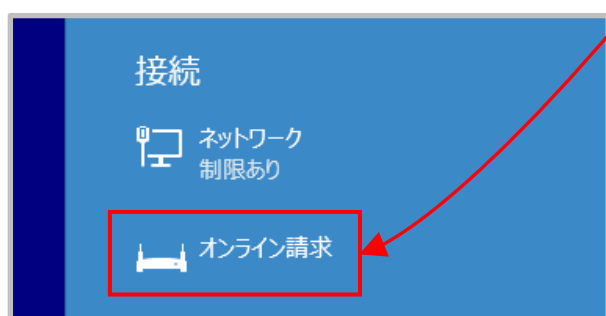 接続
ネットワーク
制限あり
オンライン請求